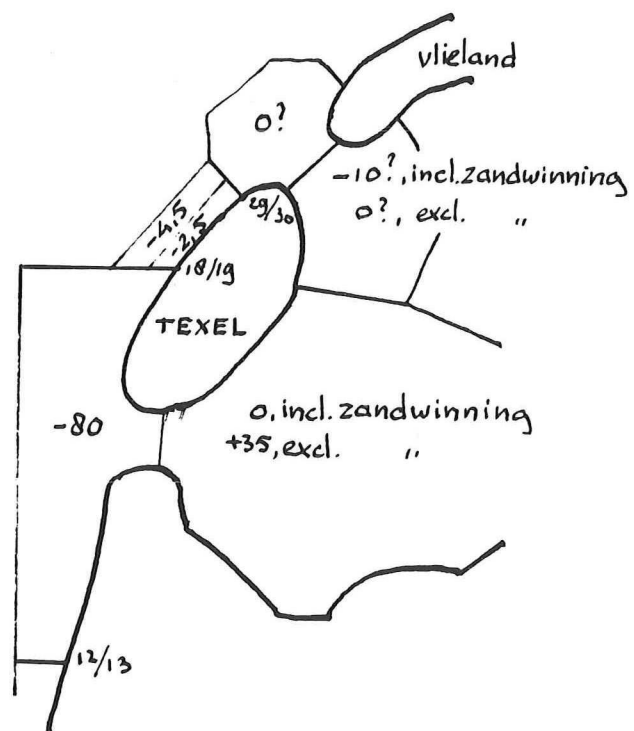 vlieland
0?
-10?, incl. zandwinning
0?, excl. „
-4,5
-2,5
29/30
18/19
TEXEL
-80
0, incl. zandwinning
+35, excl. „
12/13